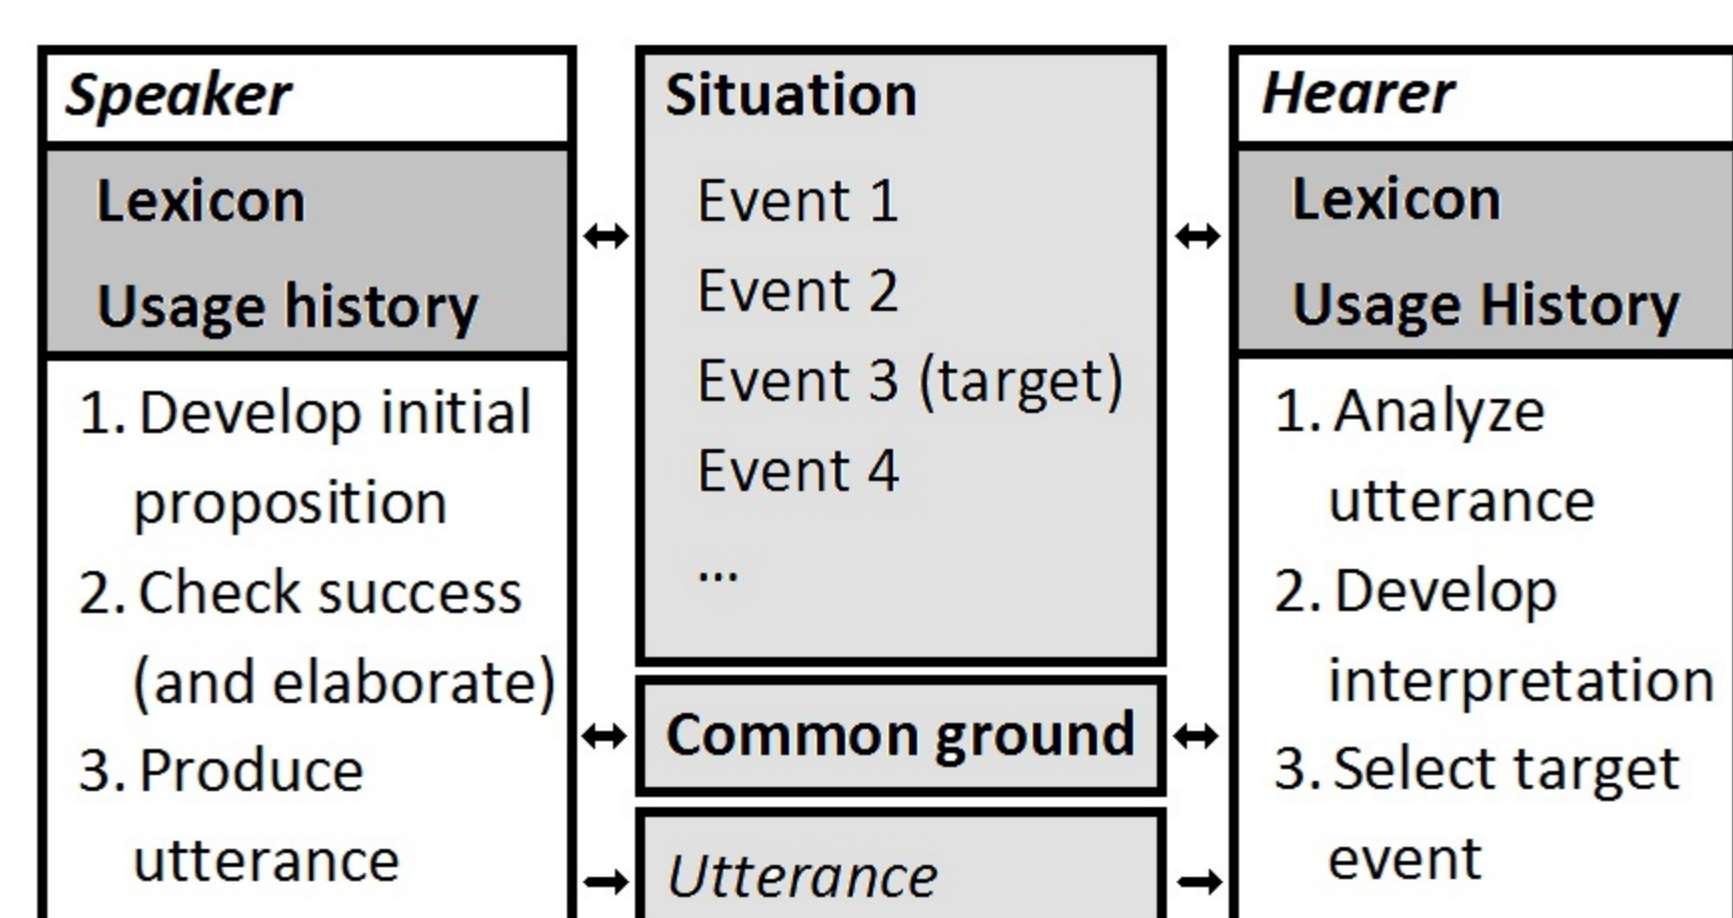 Speaker
Lexicon
Usage history
1. Develop initial
proposition
2. Check success
(and elaborate)
3. Produce
utterance
Situation
Event 1
Event 2
Event 3 (target)
Event 4
...
Common ground
Utterance
Hearer
Lexicon
Usage History
1. Analyze
utterance
2. Develop
interpretation
3. Select target
event